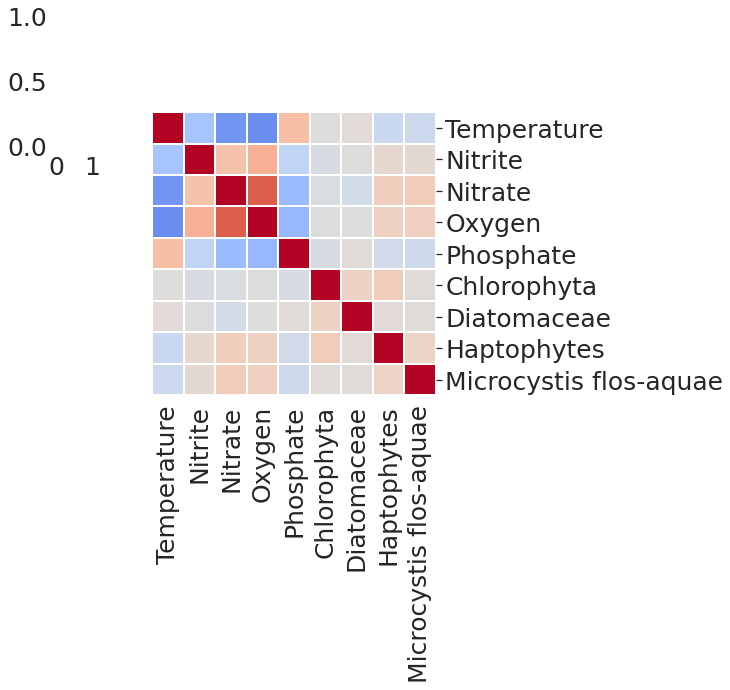 1.0
0.5
0.0
0 1
Temperature
Nitrite
Nitrate
Oxygen
Phosphate
Chlorophyta
Diatomaceae
Haptophytes
Microcystis flos-aquae
Temperature
Nitrite
Nitrate
Oxygen
Phosphate
Chlorophyta
Diatomaceae
Haptophytes
Microcystis flos-aquae